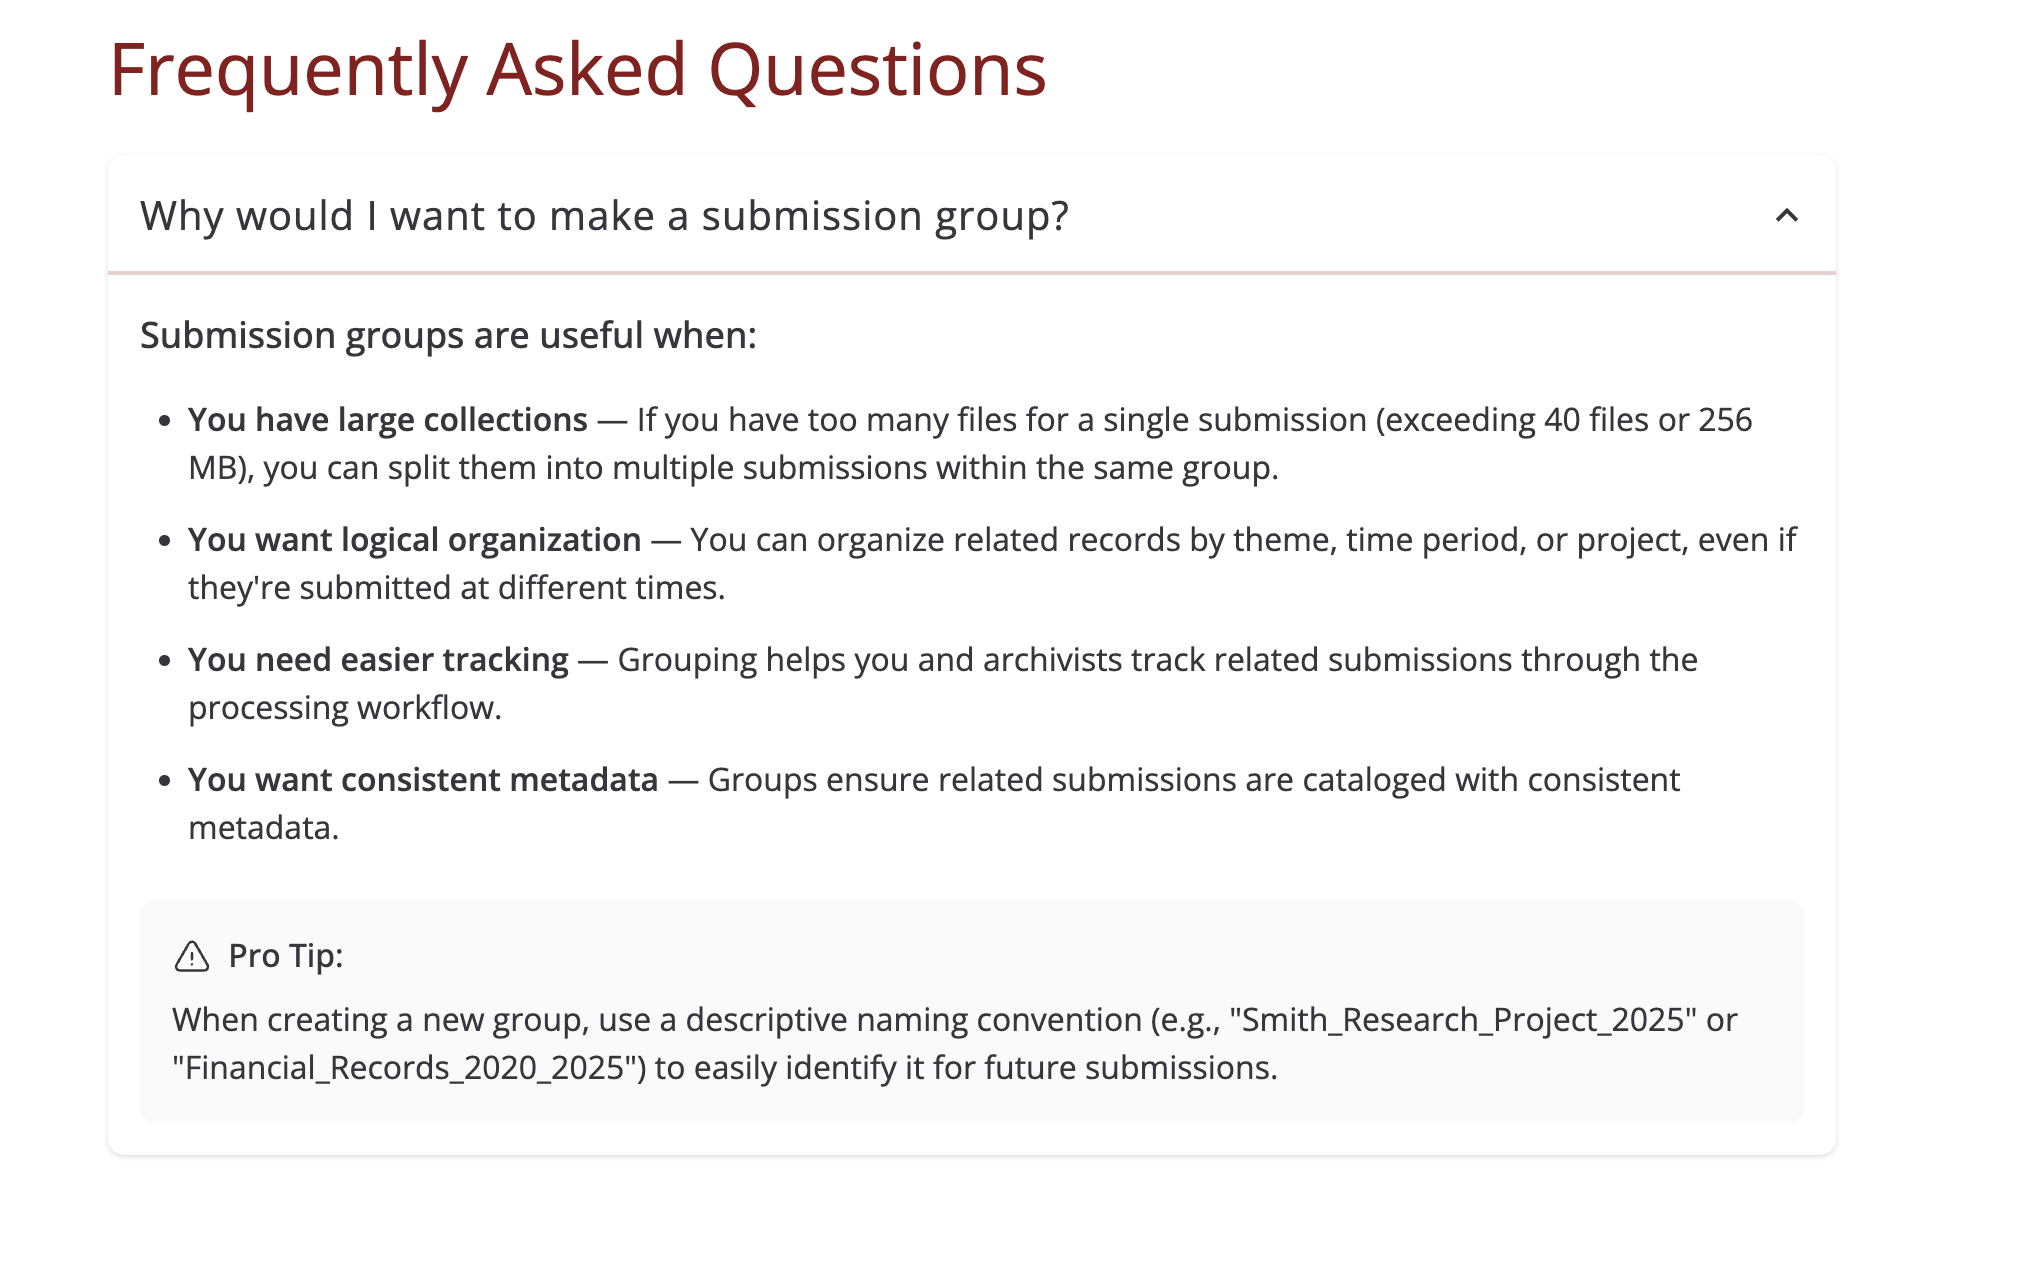 Frequently Asked Questions
Why would I want to make a submission group?
Submission groups are useful when:
• You have large collections — If you have too many files for a single submission (exceeding 40 files or 256
MB), you can split them into multiple submissions within the same group.
• You want logical organization — You can organize related records by theme, time period, or project, even if
they're submitted at different times.
• You need easier tracking — Grouping helps you and archivists track related submissions through the
processing workflow.
• You want consistent metadata — Groups ensure related submissions are cataloged with consistent
metadata.
Pro Tip:
When creating a new group, use a descriptive naming convention (e.g., "Smith_Research_Project_2025" or
"Financial_Records_2020_2025") to easily identify it for future submissions.